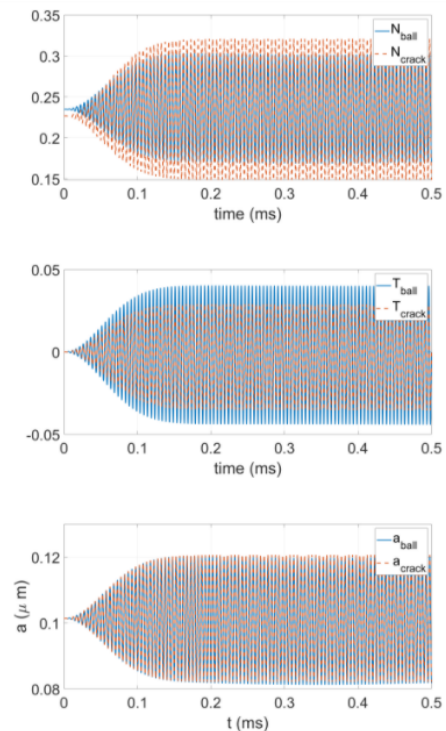 0.35
0.3
0.25
0.2
0.15
N_ball
N_crack
0 0.1 0.2 0.3 0.4 0.5
time (ms)
0.05
0
-0.05
T_ball
T_crack
0 0.1 0.2 0.3 0.4 0.5
time (ms)
0.12
0.1
0.08
a (μ m)
a_ball
a_crack
0 0.1 0.2 0.3 0.4 0.5
t (ms)